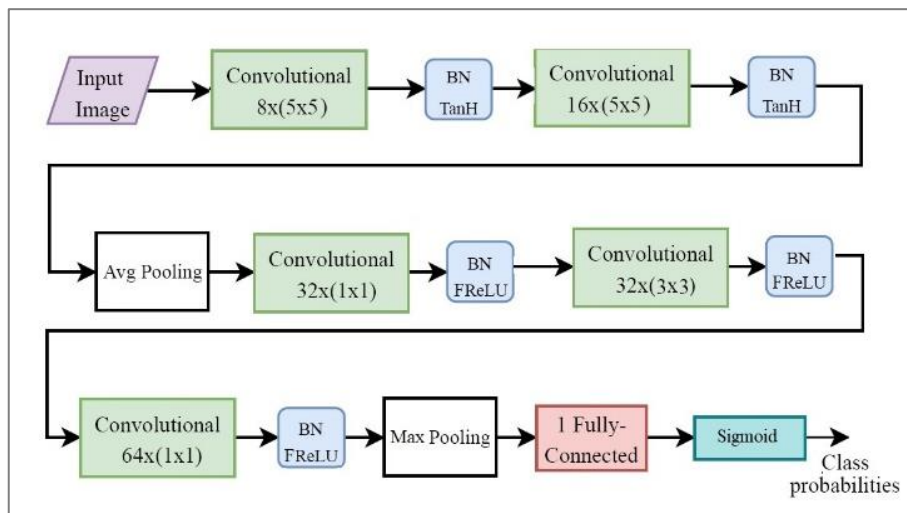 Input
Image
Convolutional
8x(5x5)
BN
TanH
Convolutional
16x(5x5)
BN
TanH
Avg Pooling
Convolutional
32x(1x1)
BN
FReLU
Convolutional
32x(3x3)
BN
FReLU
Convolutional
64x(1x1)
BN
FReLU
Max Pooling
1 Fully-
Connected
Sigmoid
Class
probabilities